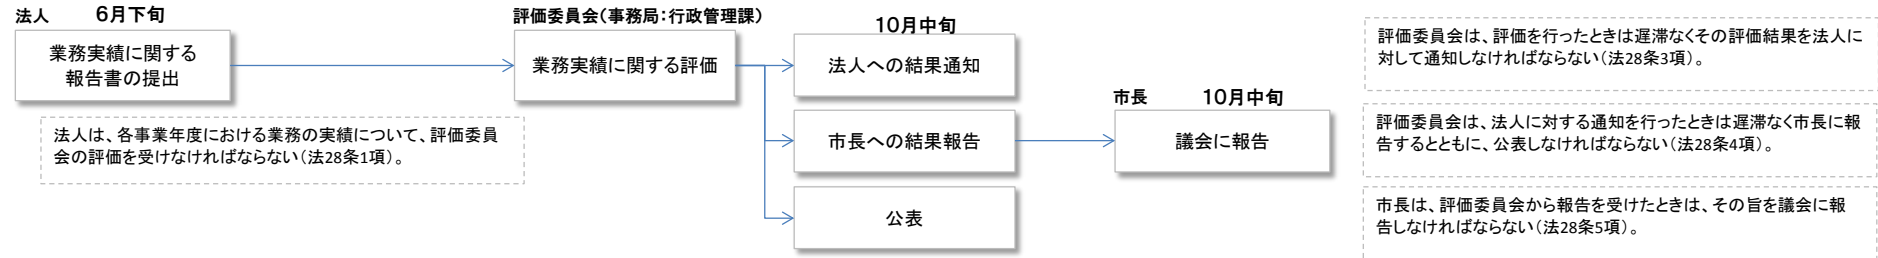 法人　6月下旬
業務実績に関する
報告書の提出
法人は、各事業年度における業務の実績について、評価委員
会の評価を受けなければならない（法28条1項）。
評価委員会（事務局：行政管理課）
業務実績に関する評価
10月中旬
法人への結果通知
市長への結果報告
公表
市長　10月中旬
議会に報告
評価委員会は、評価を行ったときは遅滞なくその評価結果を法人に
対して通知しなければならない（法28条3項）。
評価委員会は、法人に対する通知を行ったときは遅滞なく市長に報
告するとともに、公表しなければならない（法28条4項）。
市長は、評価委員会から報告を受けたときは、その旨を議会に報
告しなければならない（法28条5項）。